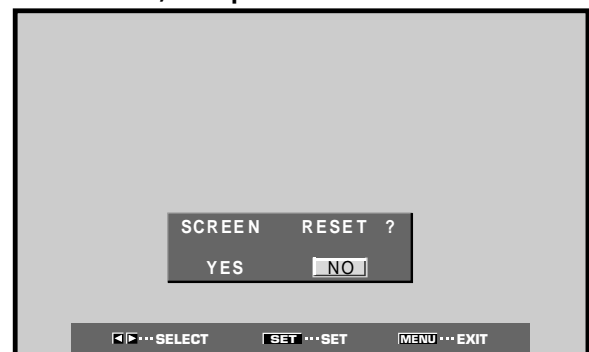 SCREEN RESET ?
YES NO
◀ ▶ ··· SELECT SET ··· SET MENU ··· EXIT